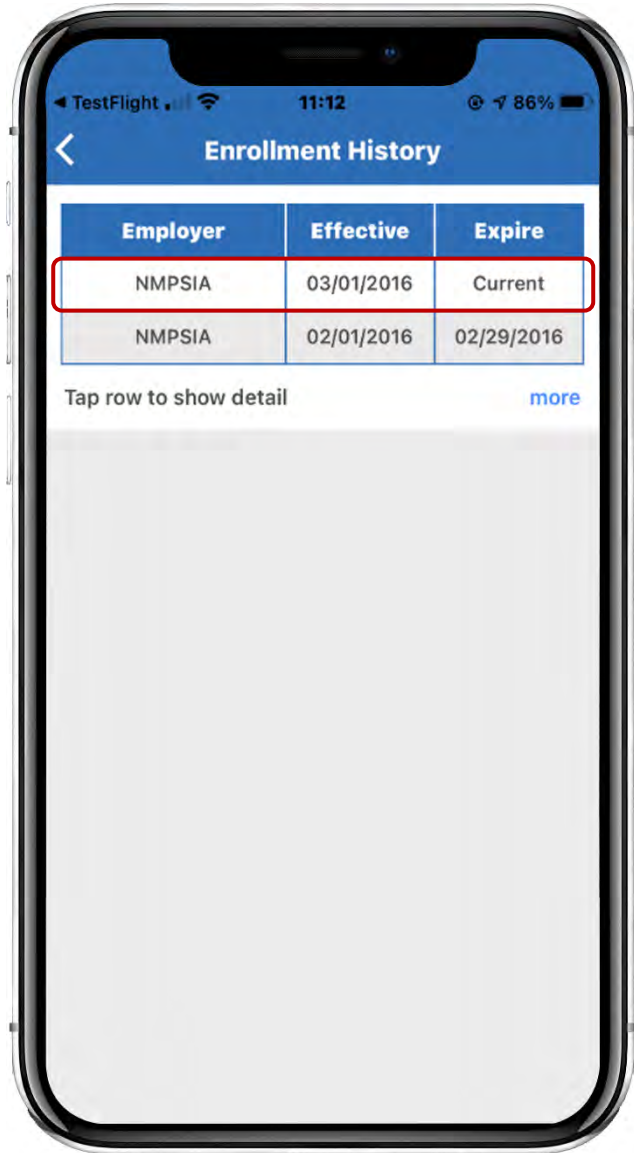 TestFlight 11:12 86%
Enrollment History
Employer Effective Expire
NMPSIA 03/01/2016 Current
NMPSIA 02/01/2016 02/29/2016
Tap row to show detail more